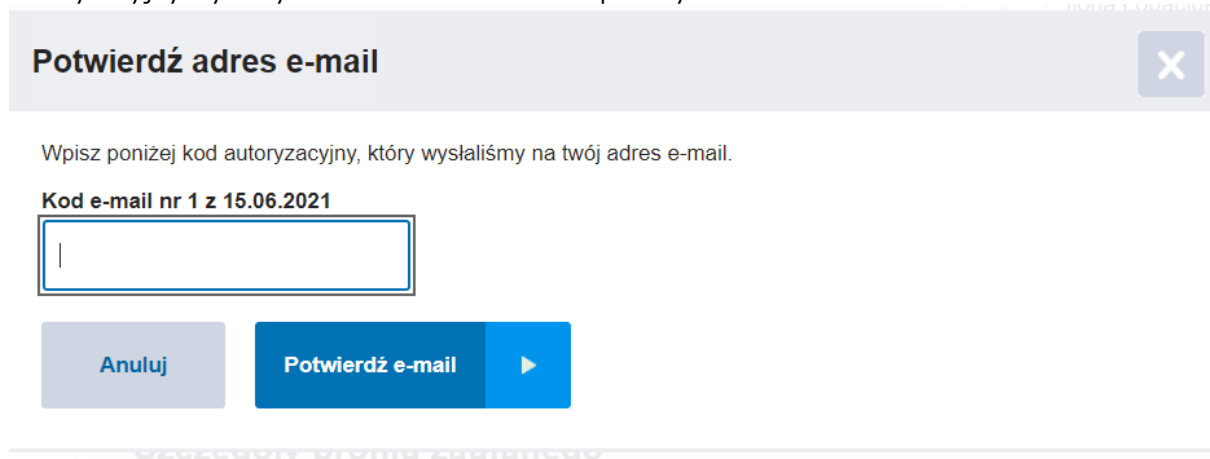 Potwierdź adres e-mail
Wpisz poniżej kod autoryzacyjny, który wysłaliśmy na twój adres e-mail.
Kod e-mail nr 1 z 15.06.2021
Anuluj
Potwierdź e-mail